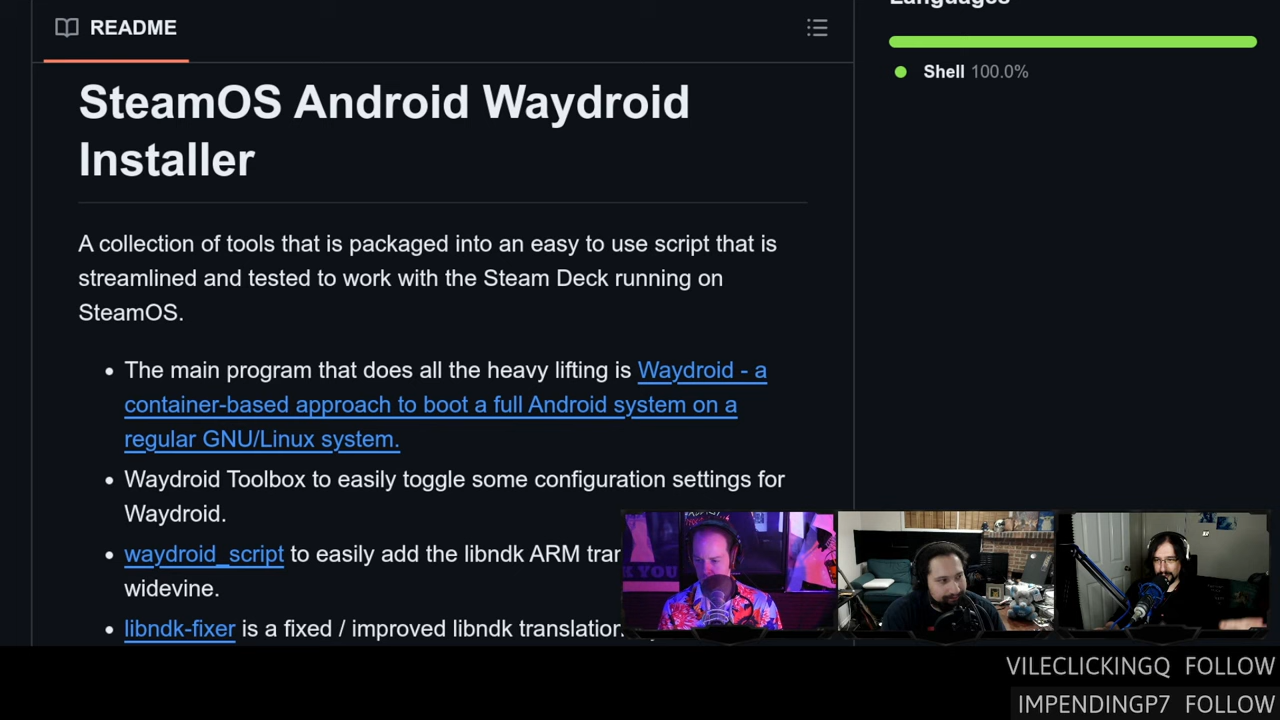 Languages
README
SteamOS Android Waydroid
Installer
Shell 100.0%
A collection of tools that is packaged into an easy to use script that is
streamlined and tested to work with the Steam Deck running on
SteamOS.
The main program that does all the heavy lifting is Waydroid - a
container-based approach to boot a full Android system on a
regular GNU/Linux system.
Waydroid Toolbox to easily toggle some configuration settings for
Waydroid.
waydroid_script to easily add the libndk ARM
widevine.
libndk-fixer is a fixed / improved libndk translation
K YOU
VILECLICKINGQ FOLLOW
IMPENDINGP7 FOLLOW